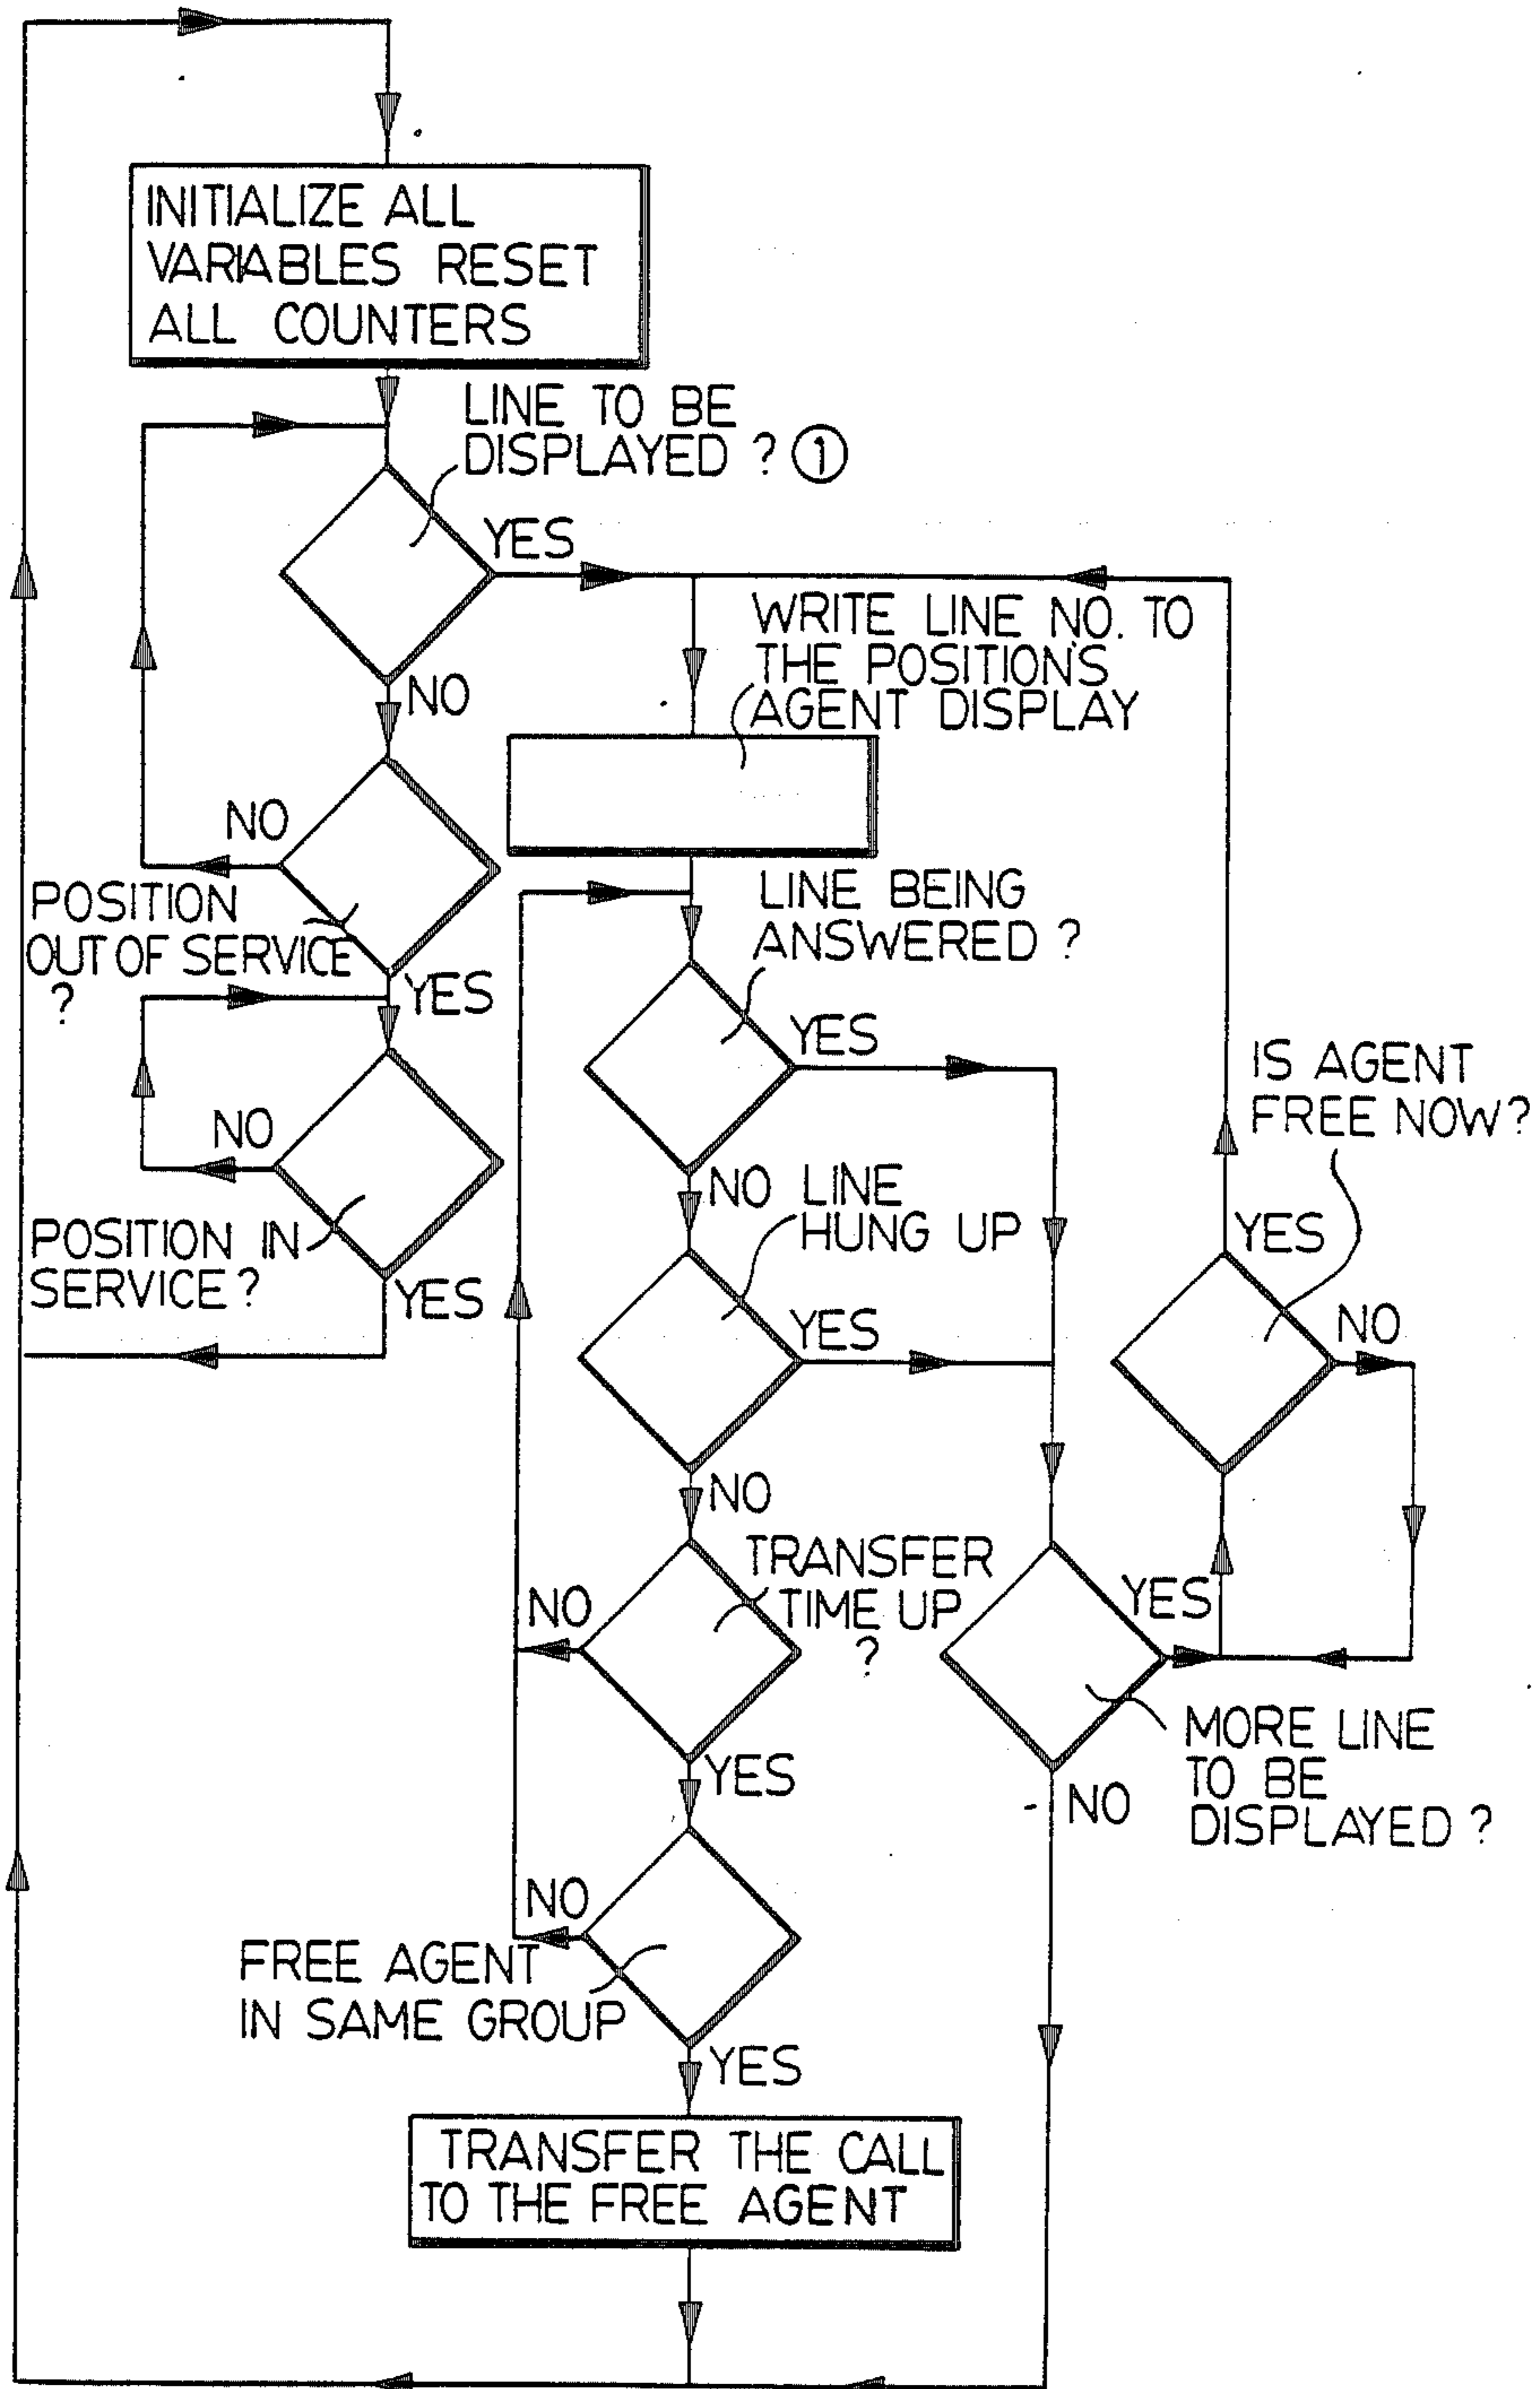 INITIALIZE ALL
VARIABLES RESET
ALL COUNTERS
LINE TO BE
DISPLAYED ? ①
YES
NO
WRITE LINE NO. TO
THE POSITION'S
AGENT DISPLAY
NO
POSITION
OUT OF SERVICE
?
YES
LINE BEING
ANSWERED ?
YES
NO
IS AGENT
FREE NOW?
NO
POSITION IN
SERVICE?
YES
LINE
HUNG UP
YES
NO
YES
NO
TRANSFER
TIME UP
?
NO
YES
YES
MORE LINE
TO BE
DISPLAYED ?
NO
NO
FREE AGENT
IN SAME GROUP
YES
TRANSFER THE CALL
TO THE FREE AGENT